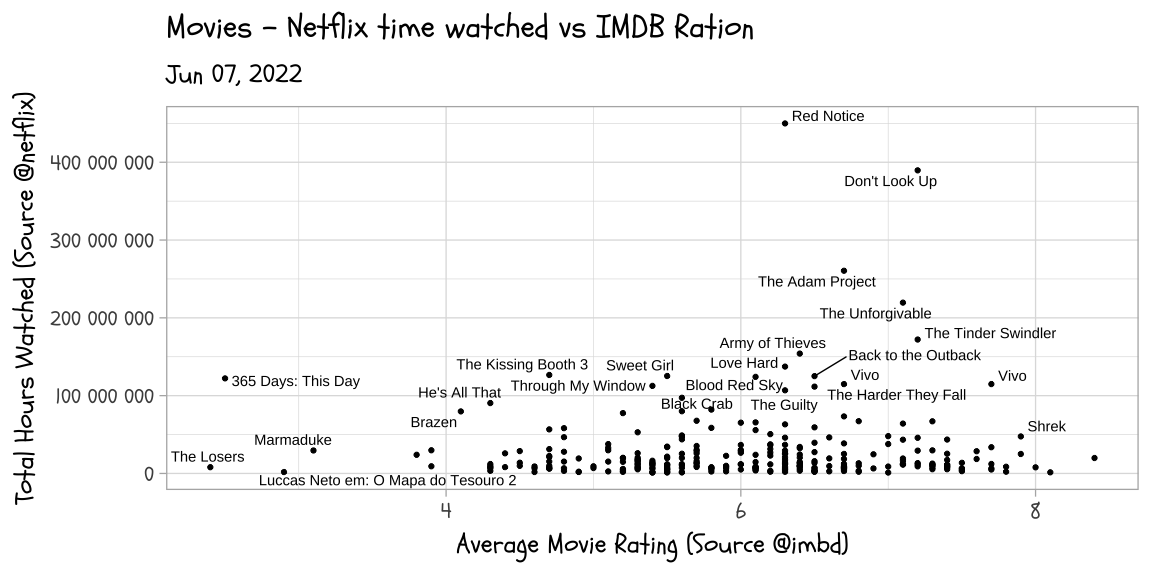 Movies - Netflix time watched vs IMDB Ration
Jun 07, 2022
Total Hours Watched (Source @netflix)
400 000 000
300 000 000
200 000 000
100 000 000
0
Red Notice
Don't Look Up
The Adam Project
The Unforgivable
The Tinder Swindler
Army of Thieves
Back to the Outback
Love Hard
The Kissing Booth 3
Sweet Girl
Vivo
Vivo
365 Days: This Day
Through My Window
Blood Red Sky
He's All That
The Harder They Fall
Black Crab
The Guilty
Brazen
Shrek
Marmaduke
The Losers
Luccas Neto em: O Mapa do Tesouro 2
4
6
8
Average Movie Rating (Source @imbd)